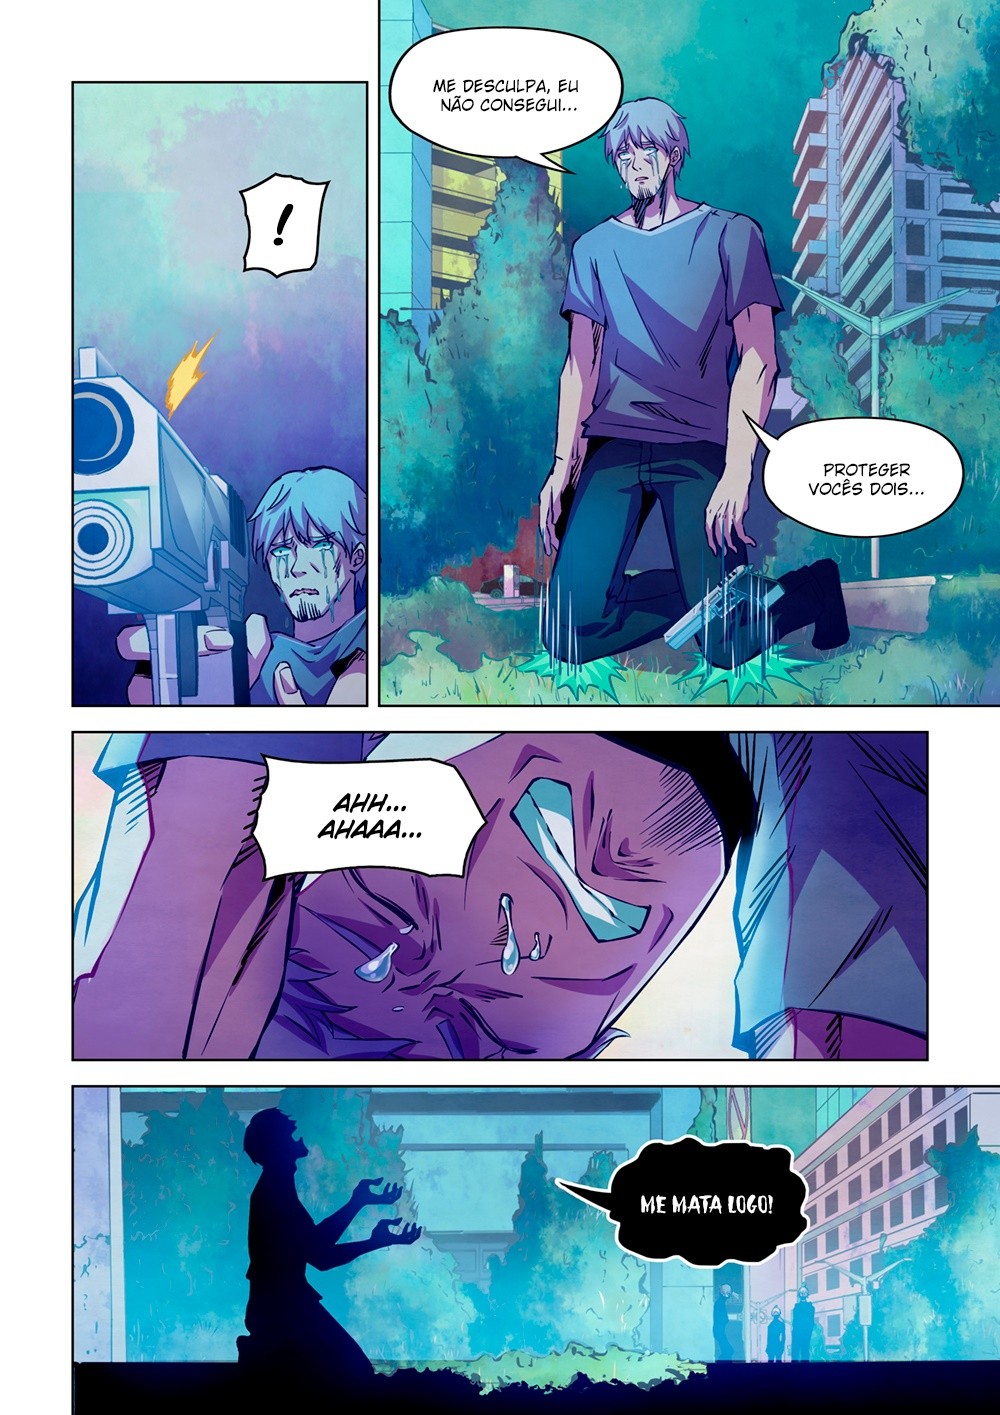 !
ME DESCULPA, EU
NÃO CONSEGUI...
PROTEGER
VOCÊS DOIS...
AHH...
AHAAA...
ME MATA LOGO!